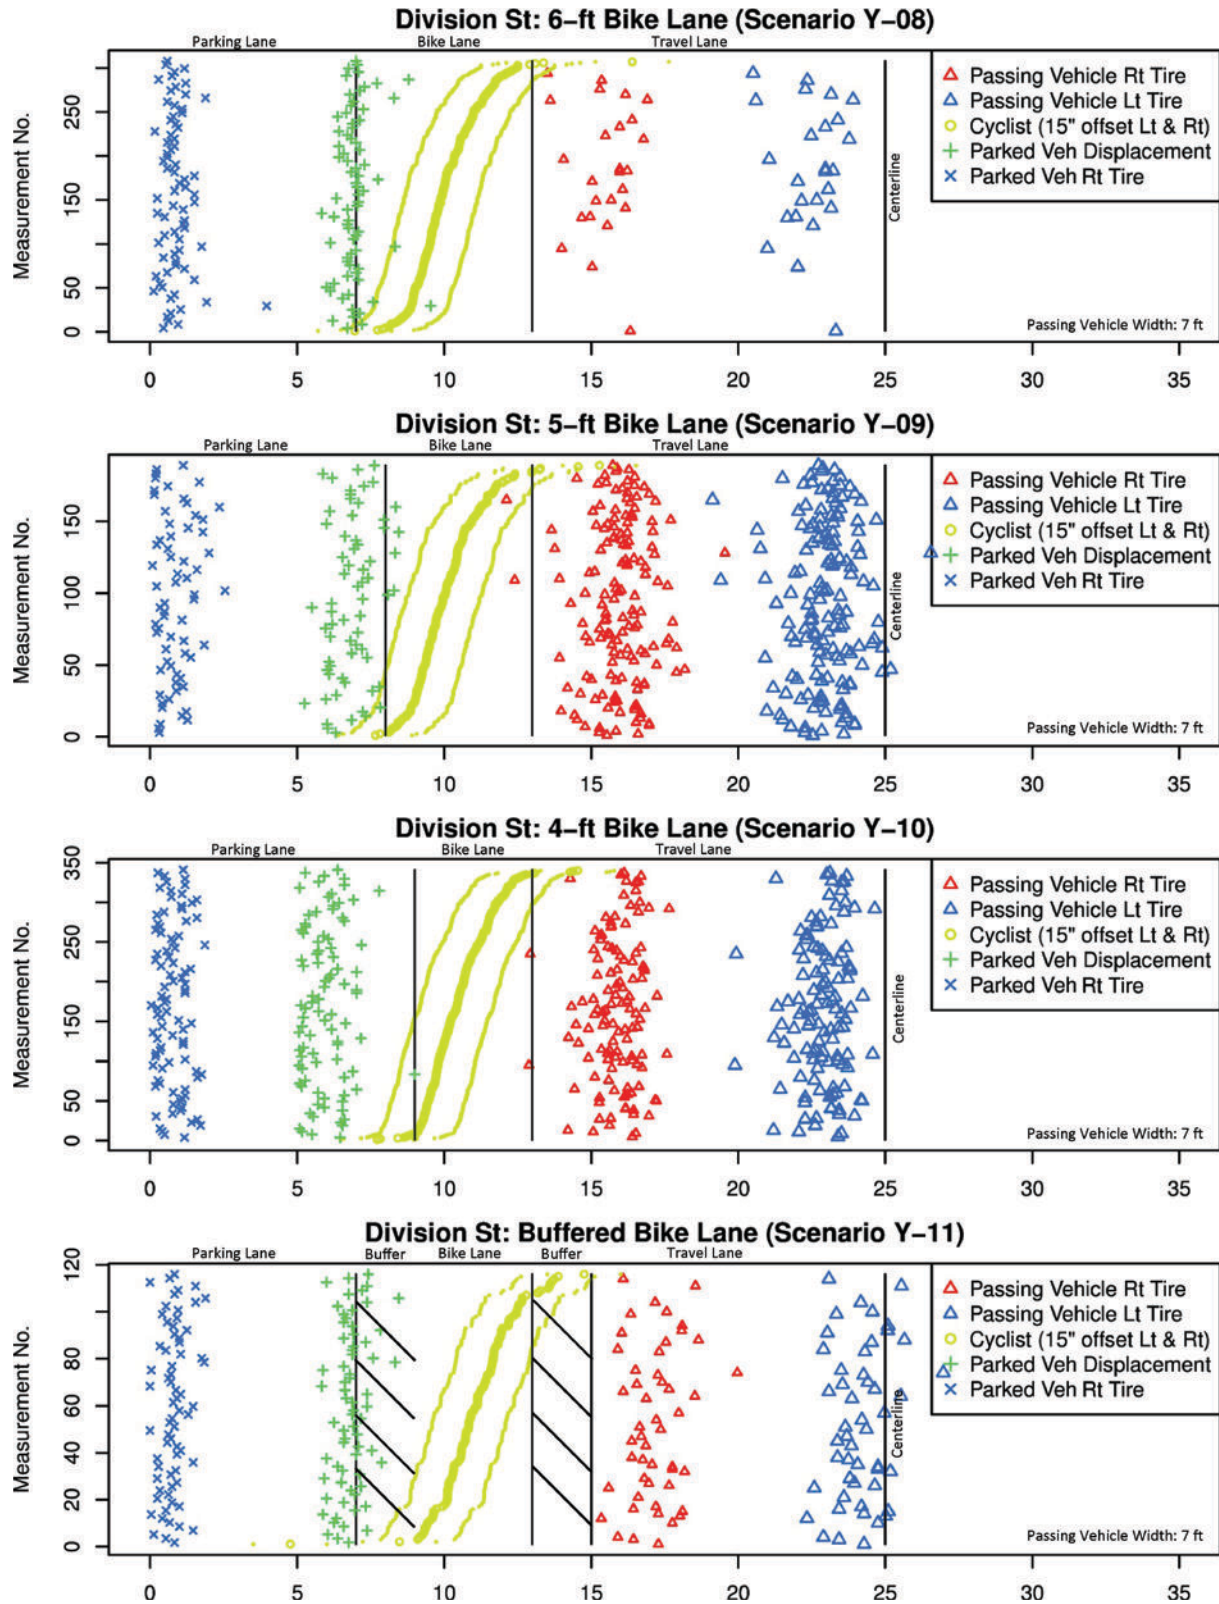 Division St: 6-ft Bike Lane (Scenario Y-08)
Parking Lane Bike Lane Travel Lane
Measurement No.
250
150
50
0
Passing Vehicle Rt Tire
Passing Vehicle Lt Tire
Cyclist (15" offset Lt & Rt)
Parked Veh Displacement
Parked Veh Rt Tire
Centerline
Passing Vehicle Width: 7 ft
0 5 10 15 20 25 30 35
Division St: 5-ft Bike Lane (Scenario Y-09)
Parking Lane Bike Lane Travel Lane
Measurement No.
150
100
50
0
Passing Vehicle Rt Tire
Passing Vehicle Lt Tire
Cyclist (15" offset Lt & Rt)
Parked Veh Displacement
Parked Veh Rt Tire
Centerline
Passing Vehicle Width: 7 ft
0 5 10 15 20 25 30 35
Division St: 4-ft Bike Lane (Scenario Y-10)
Parking Lane Bike Lane Travel Lane
Measurement No.
350
250
150
50
0
Passing Vehicle Rt Tire
Passing Vehicle Lt Tire
Cyclist (15" offset Lt & Rt)
Parked Veh Displacement
Parked Veh Rt Tire
Centerline
Passing Vehicle Width: 7 ft
0 5 10 15 20 25 30 35
Division St: Buffered Bike Lane (Scenario Y-11)
Parking Lane Buffer Bike Lane Buffer Travel Lane
Measurement No.
120
80
60
40
20
0
Passing Vehicle Rt Tire
Passing Vehicle Lt Tire
Cyclist (15" offset Lt & Rt)
Parked Veh Displacement
Parked Veh Rt Tire
Centerline
Passing Vehicle Width: 7 ft
0 5 10 15 20 25 30 35